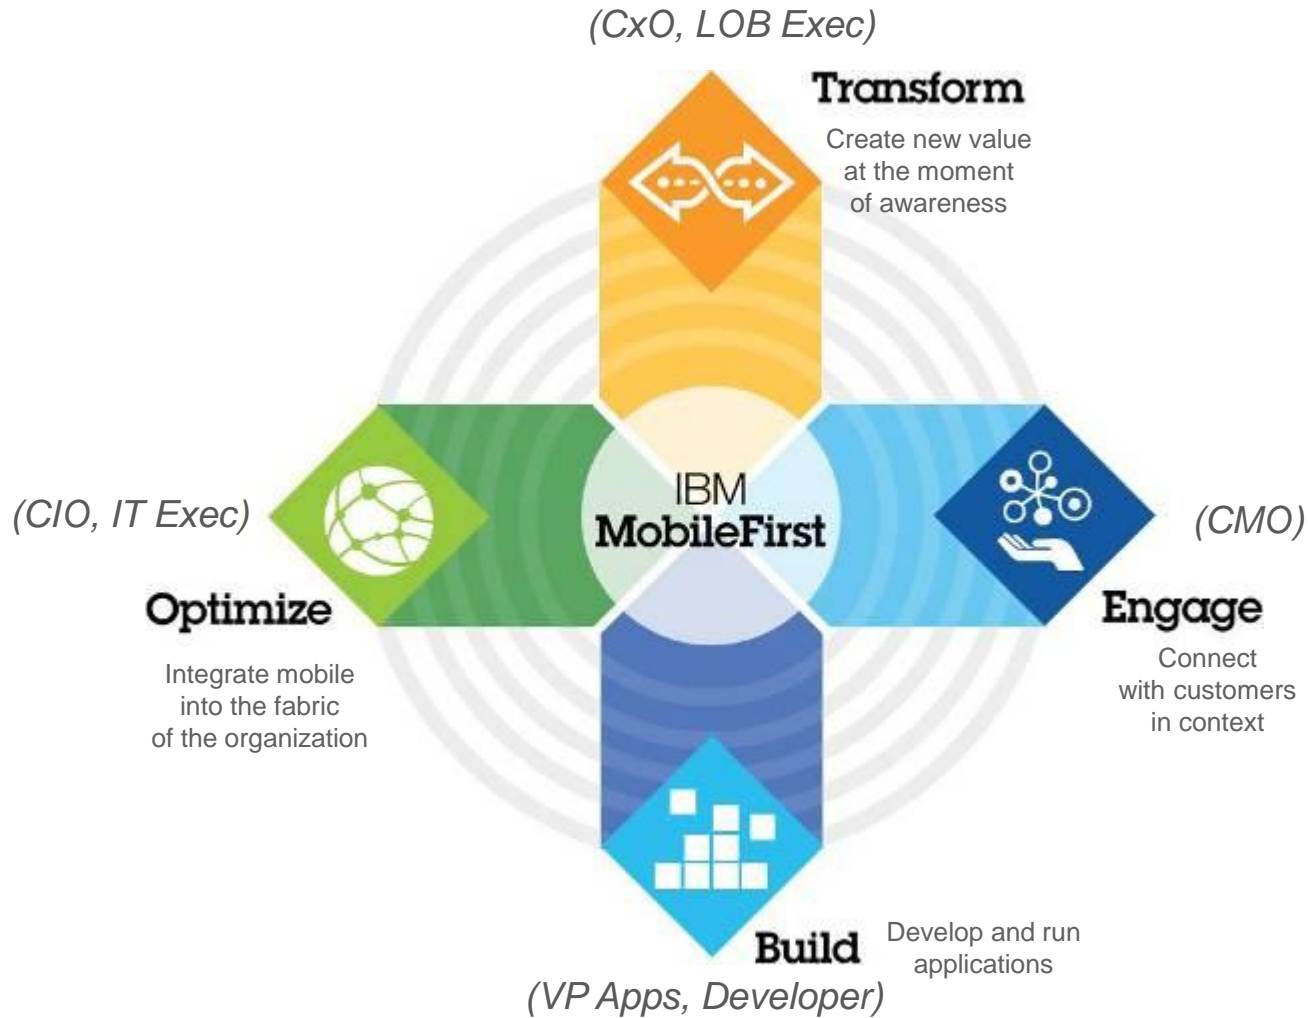 (CxO, LOB Exec)
Transform
Create new value
at the moment
of awareness
IBM
MobileFirst
(CIO, IT Exec)
Optimize
Integrate mobile
into the fabric
of the organization
(CMO)
Engage
Connect
with customers
in context
Build
Develop and run
applications
(VP Apps, Developer)